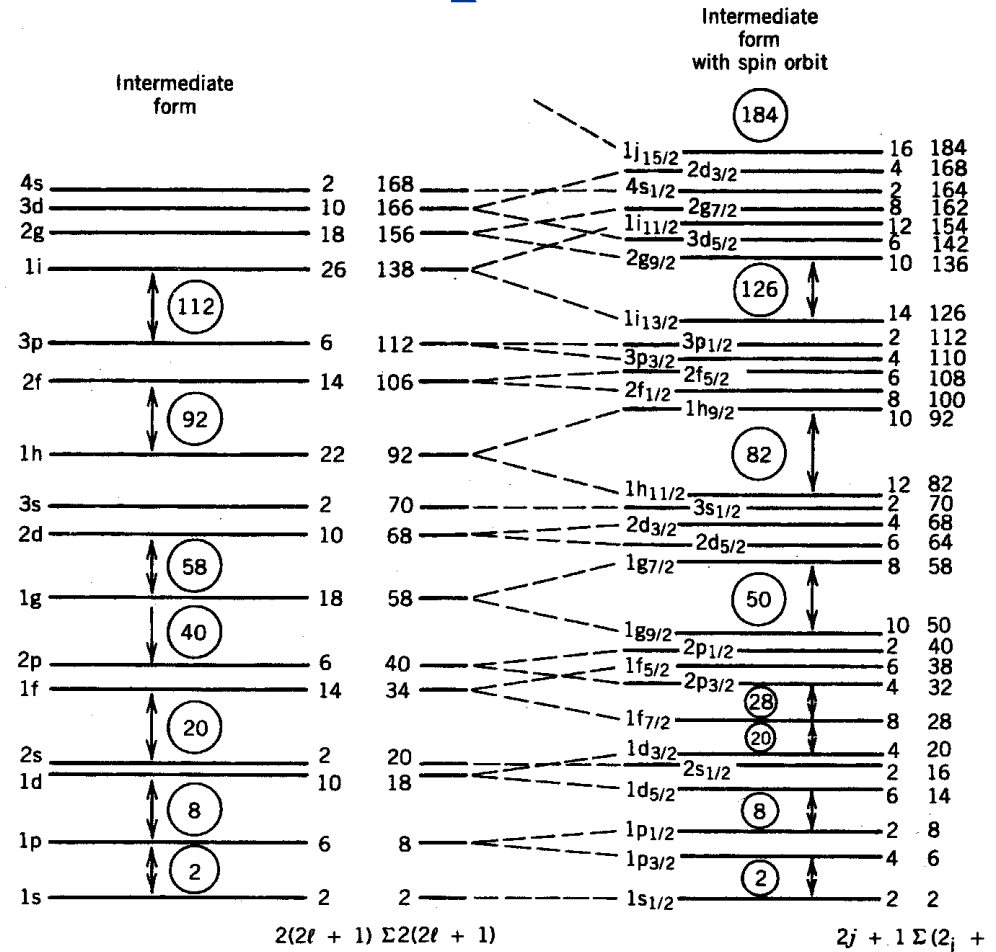 Intermediate
form
Intermediate
form
with spin orbit
184
1j15/2 16 184
2d3/2 4 168
4s 2 168 4s1/2 2 164
3d 10 166 2g7/2 8 162
1i11/2 12 154
2g 18 156 3d5/2 6 142
2g9/2 10 136
1i 26 138
126
112
1i13/2 14 126
3p 6 112 3p1/2 2 112
3p3/2 4 110
2f 14 106 2f5/2 6 108
2f1/2 8 100
1h9/2 10 92
92
1h 22 92 82
1h11/2 12 82
3s 2 70 3s1/2 2 70
2d 10 68 2d3/2 4 68
2d5/2 6 64
58 1g7/2 8 58
1g 18 58 50
40 1g9/2 10 50
2p1/2 2 40
2p 6 40 1f5/2 6 38
1f 14 34 2p3/2 4 32
28
20 1f7/2 8 28
20
2s 2 20 1d3/2 4 20
1d 10 18 2s1/2 2 16
1d5/2 6 14
8 8
1p 6 8 1p1/2 2 8
1p3/2 4 6
2 2
1s 2 2 1s1/2 2 2
2(2ℓ + 1) Σ2(2ℓ + 1) 2j + 1 Σ(2j +